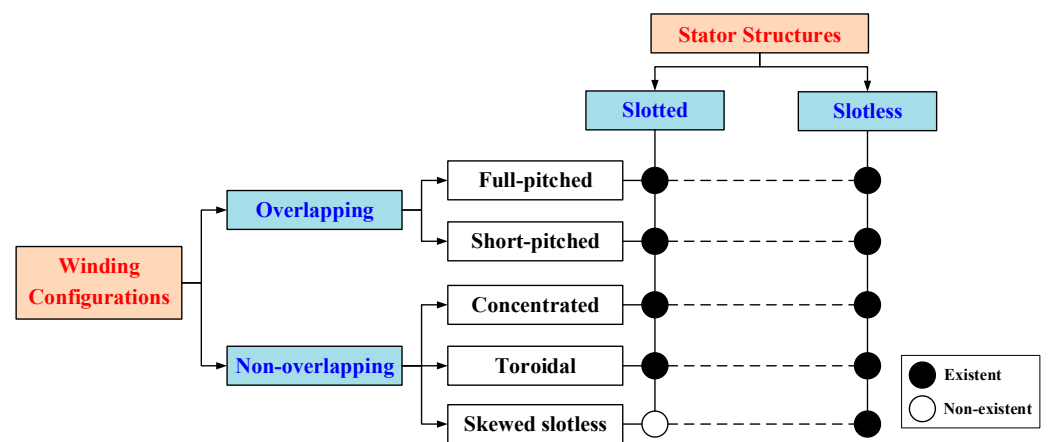 Stator Structures
Slotted
Slotless
Full-pitched
Overlapping
Short-pitched
Winding
Configurations
Concentrated
Non-overlapping
Toroidal
Skewed slotless
Existent
Non-existent